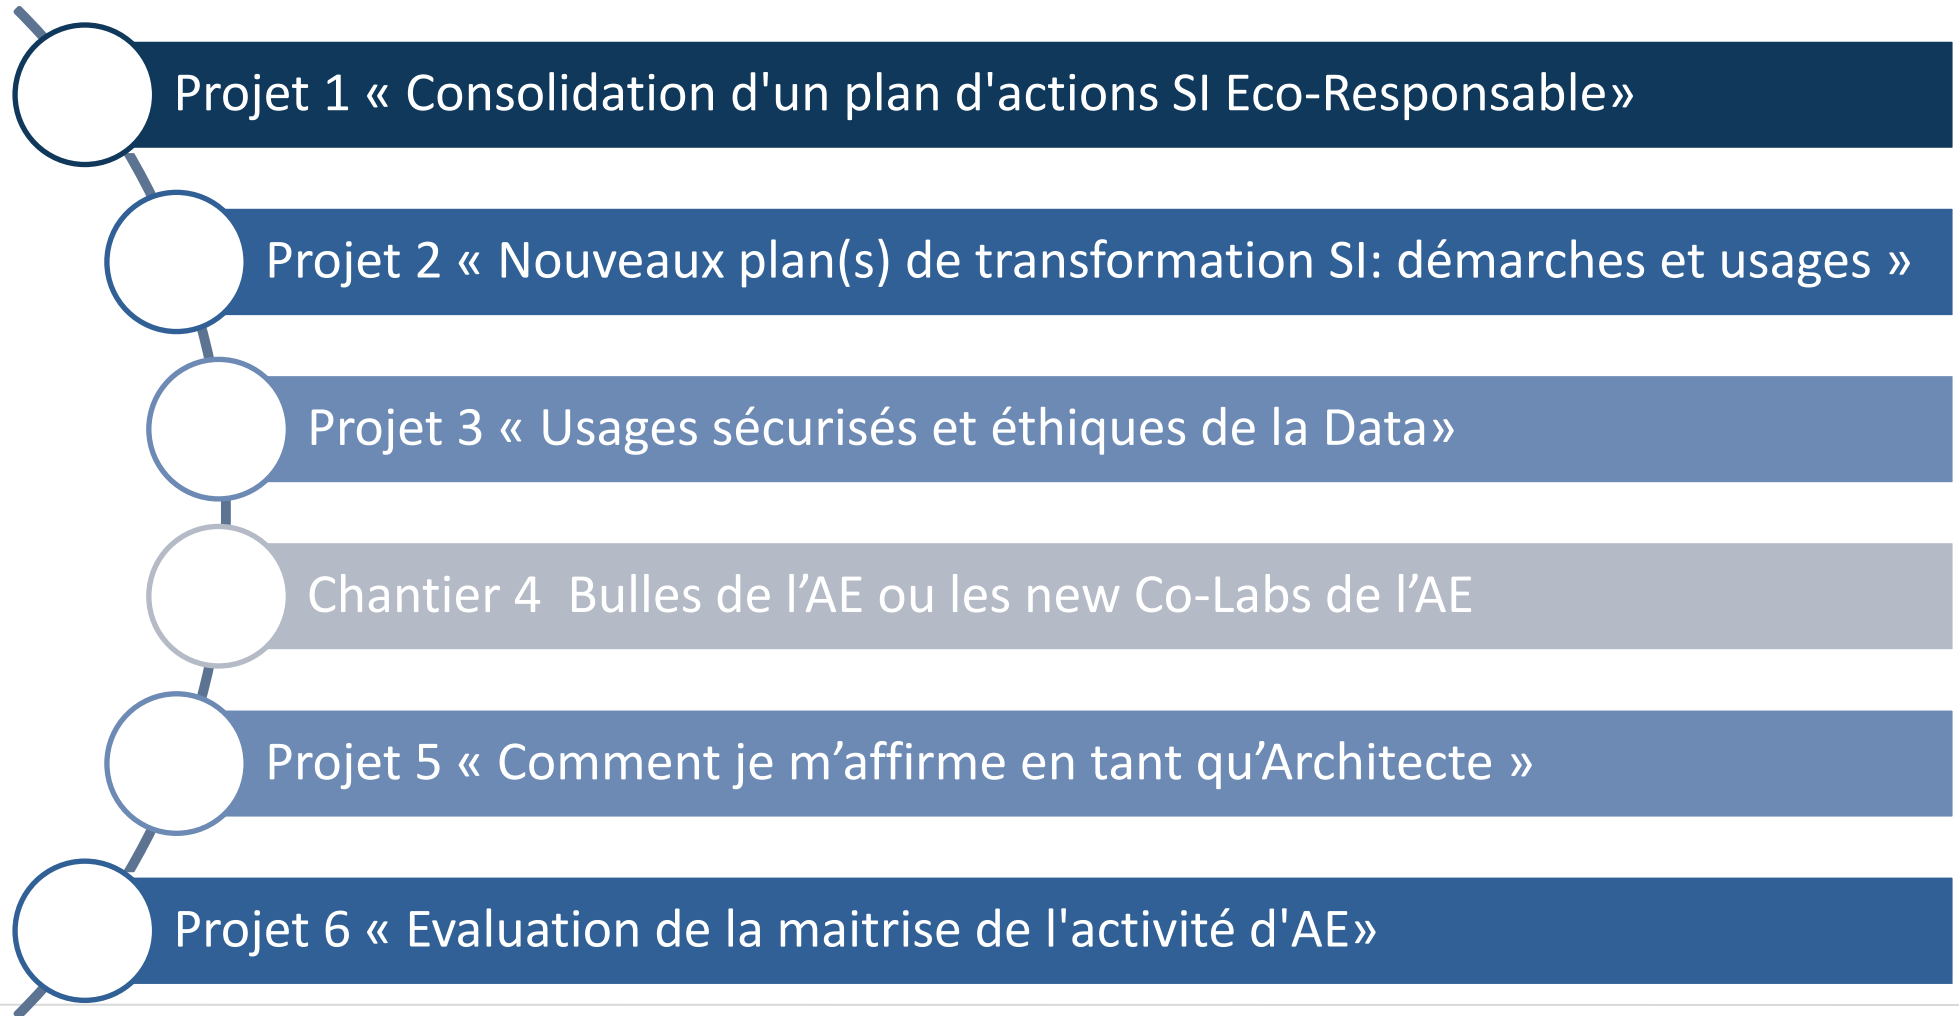 Projet 1 « Consolidation d'un plan d'actions SI Eco-Responsable»
Projet 2 « Nouveaux plan(s) de transformation SI: démarches et usages »
Projet 3 « Usages sécurisés et éthiques de la Data»
Chantier 4  Bulles de l’AE ou les new Co-Labs de l’AE
Projet 5 « Comment je m’affirme en tant qu’Architecte »
Projet 6 « Evaluation de la maitrise de l'activité d'AE»